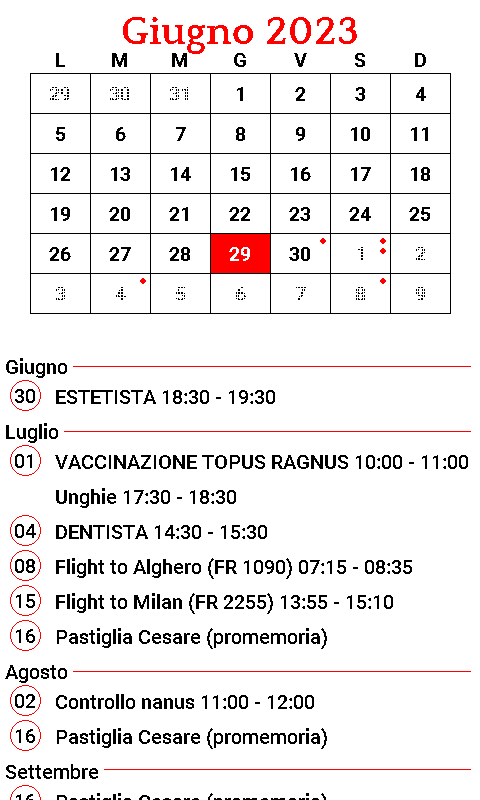 Giugno 2023
L M M G V S D
29 30 31 1 2 3 4
5 6 7 8 9 10 11
12 13 14 15 16 17 18
19 20 21 22 23 24 25
26 27 28 29 30 1 2
3 4 5 6 7 8 9
Giugno
30 ESTETISTA 18:30 - 19:30
Luglio
01 VACCINAZIONE TOPUS RAGNUS 10:00 - 11:00
Unghie 17:30 - 18:30
04 DENTISTA 14:30 - 15:30
08 Flight to Alghero (FR 1090) 07:15 - 08:35
15 Flight to Milan (FR 2255) 13:55 - 15:10
16 Pastiglia Cesare (promemoria)
Agosto
02 Controllo nanus 11:00 - 12:00
16 Pastiglia Cesare (promemoria)
Settembre
16 Pastiglia Cesare (promemoria)